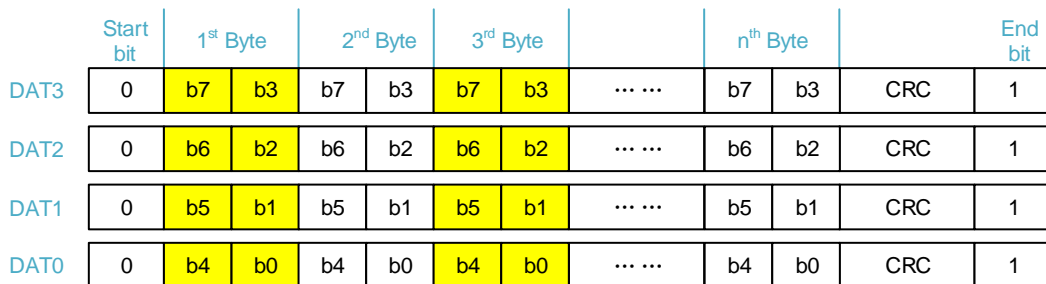 Start bit 1st Byte 2nd Byte 3rd Byte nth Byte End bit
DAT3 0 b7 b3 b7 b3 b7 b3 ... ... b7 b3 CRC 1
DAT2 0 b6 b2 b6 b2 b6 b2 ... ... b6 b2 CRC 1
DAT1 0 b5 b1 b5 b1 b5 b1 ... ... b5 b1 CRC 1
DAT0 0 b4 b0 b4 b0 b4 b0 ... ... b4 b0 CRC 1